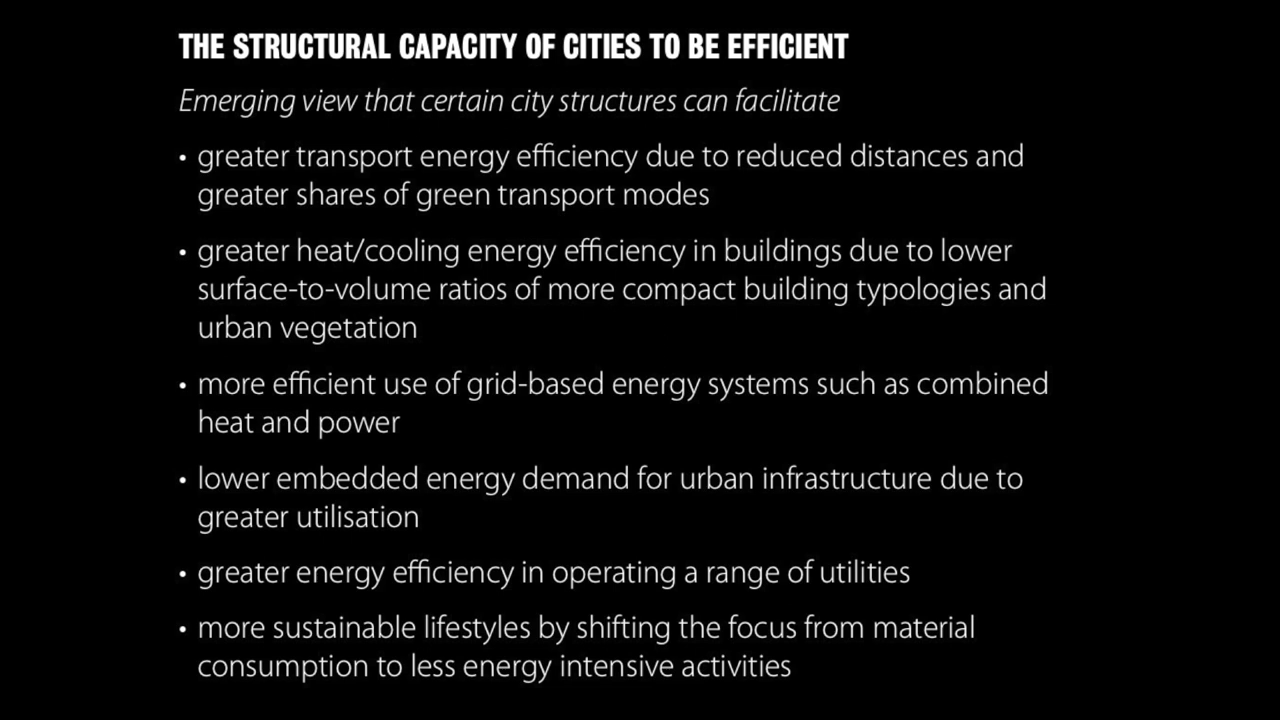 THE STRUCTURAL CAPACITY OF CITIES TO BE EFFICIENT
Emerging view that certain city structures can facilitate
• greater transport energy efficiency due to reduced distances and
greater shares of green transport modes
• greater heat/cooling energy efficiency in buildings due to lower
surface-to-volume ratios of more compact building typologies and
urban vegetation
• more efficient use of grid-based energy systems such as combined
heat and power
• lower embedded energy demand for urban infrastructure due to
greater utilisation
• greater energy efficiency in operating a range of utilities
• more sustainable lifestyles by shifting the focus from material
consumption to less energy intensive activities